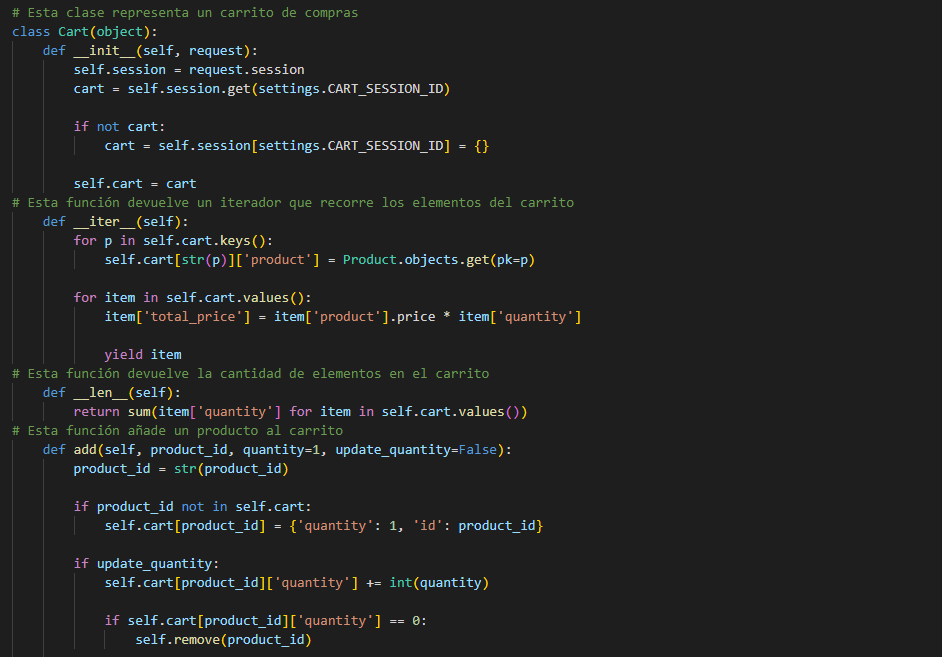 # Esta clase representa un carrito de compras
class Cart(object):
    def __init__(self, request):
        self.session = request.session
        cart = self.session.get(settings.CART_SESSION_ID)
        if not cart:
            cart = self.session[settings.CART_SESSION_ID] = {}
        self.cart = cart
# Esta función devuelve un iterador que recorre los elementos del carrito
    def __iter__(self):
        for p in self.cart.keys():
            self.cart[str(p)]['product'] = Product.objects.get(pk=p)
        for item in self.cart.values():
            item['total_price'] = item['product'].price * item['quantity']
            yield item
# Esta función devuelve la cantidad de elementos en el carrito
    def __len__(self):
        return sum(item['quantity'] for item in self.cart.values())
# Esta función añade un producto al carrito
    def add(self, product_id, quantity=1, update_quantity=False):
        product_id = str(product_id)
        if product_id not in self.cart:
            self.cart[product_id] = {'quantity': 1, 'id': product_id}
        if update_quantity:
            self.cart[product_id]['quantity'] += int(quantity)
            if self.cart[product_id]['quantity'] == 0:
                self.remove(product_id)